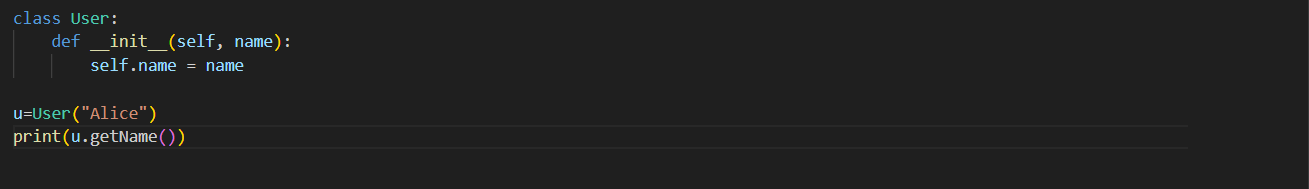 class User:
    def __init__(self, name):
        self.name = name

u=User("Alice")
print(u.getName())